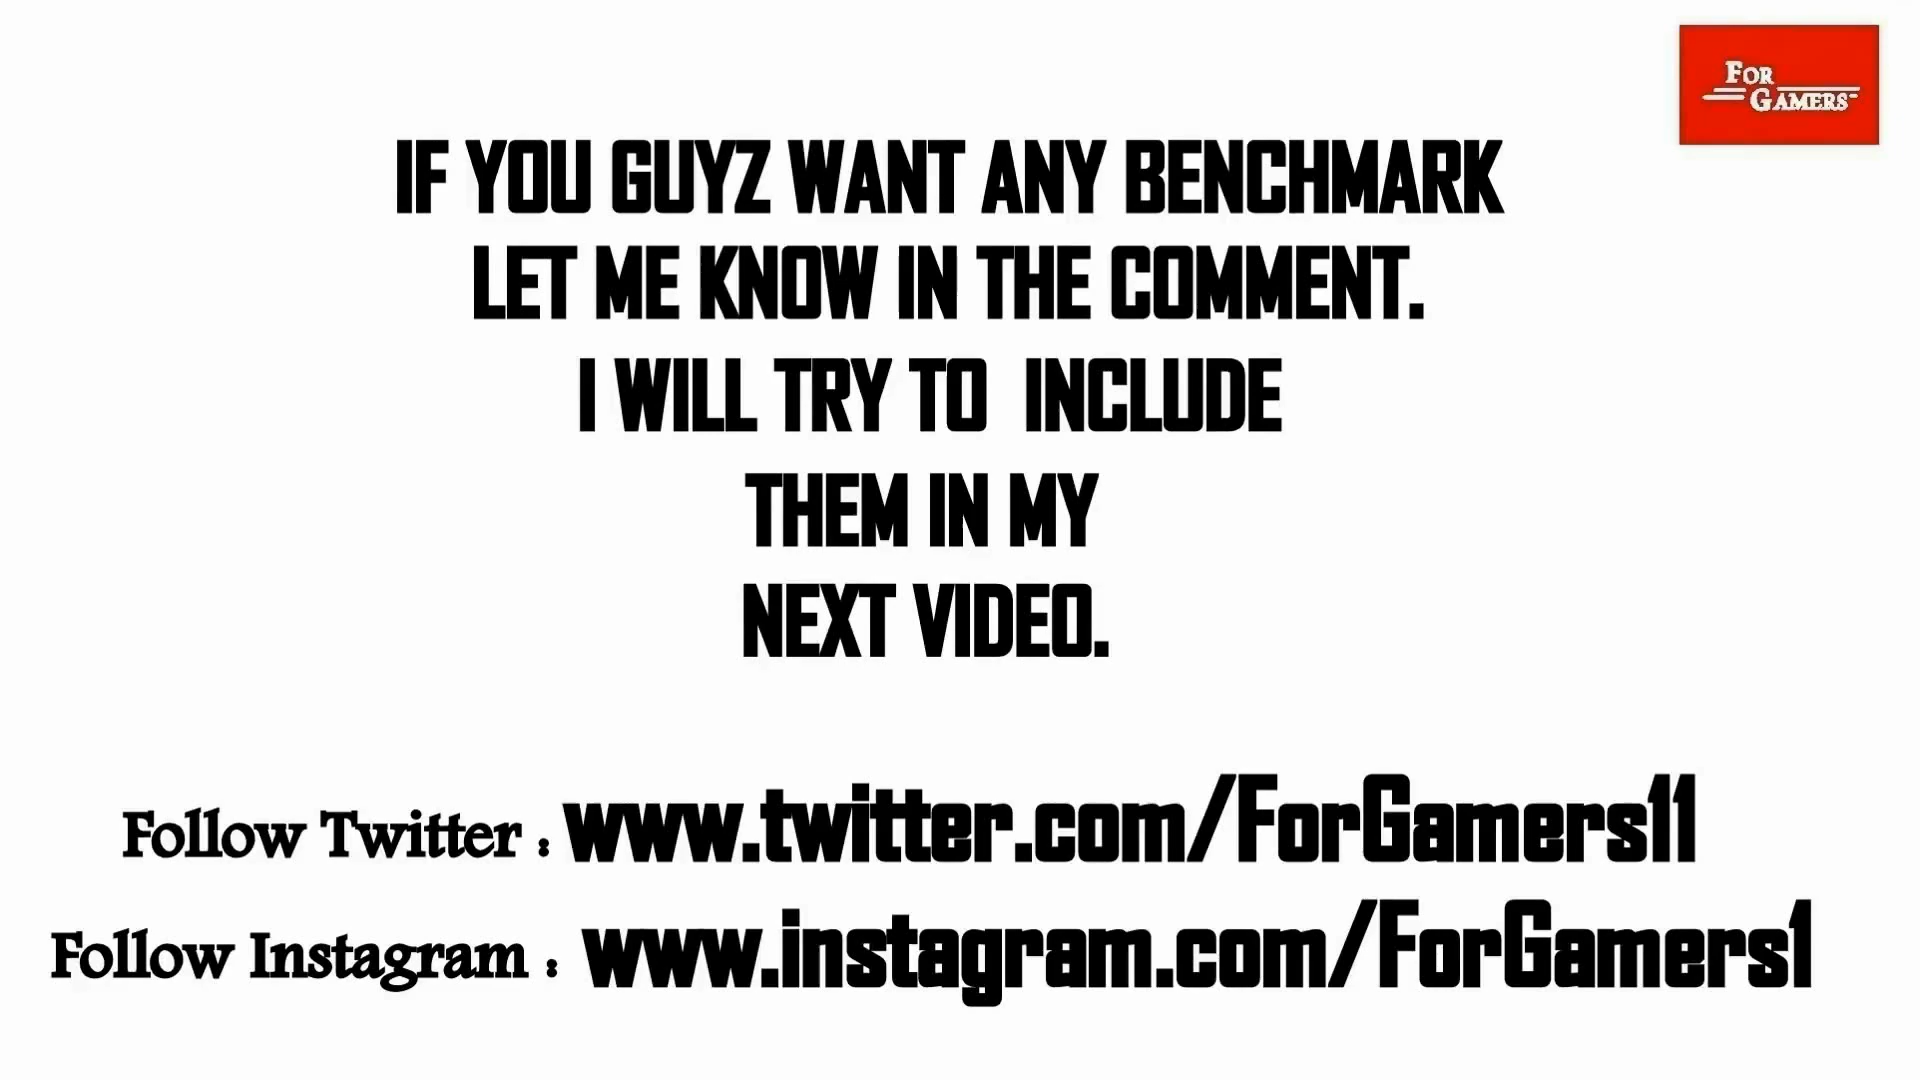 FOR
GAMERS
IF YOU GUYZ WANT ANY BENCHMARK
LET ME KNOW IN THE COMMENT.
I WILL TRY TO INCLUDE
THEM IN MY
NEXT VIDEO.
Follow Twitter : www.twitter.com/ForGamers11
Follow Instagram : www.instagram.com/ForGamers1